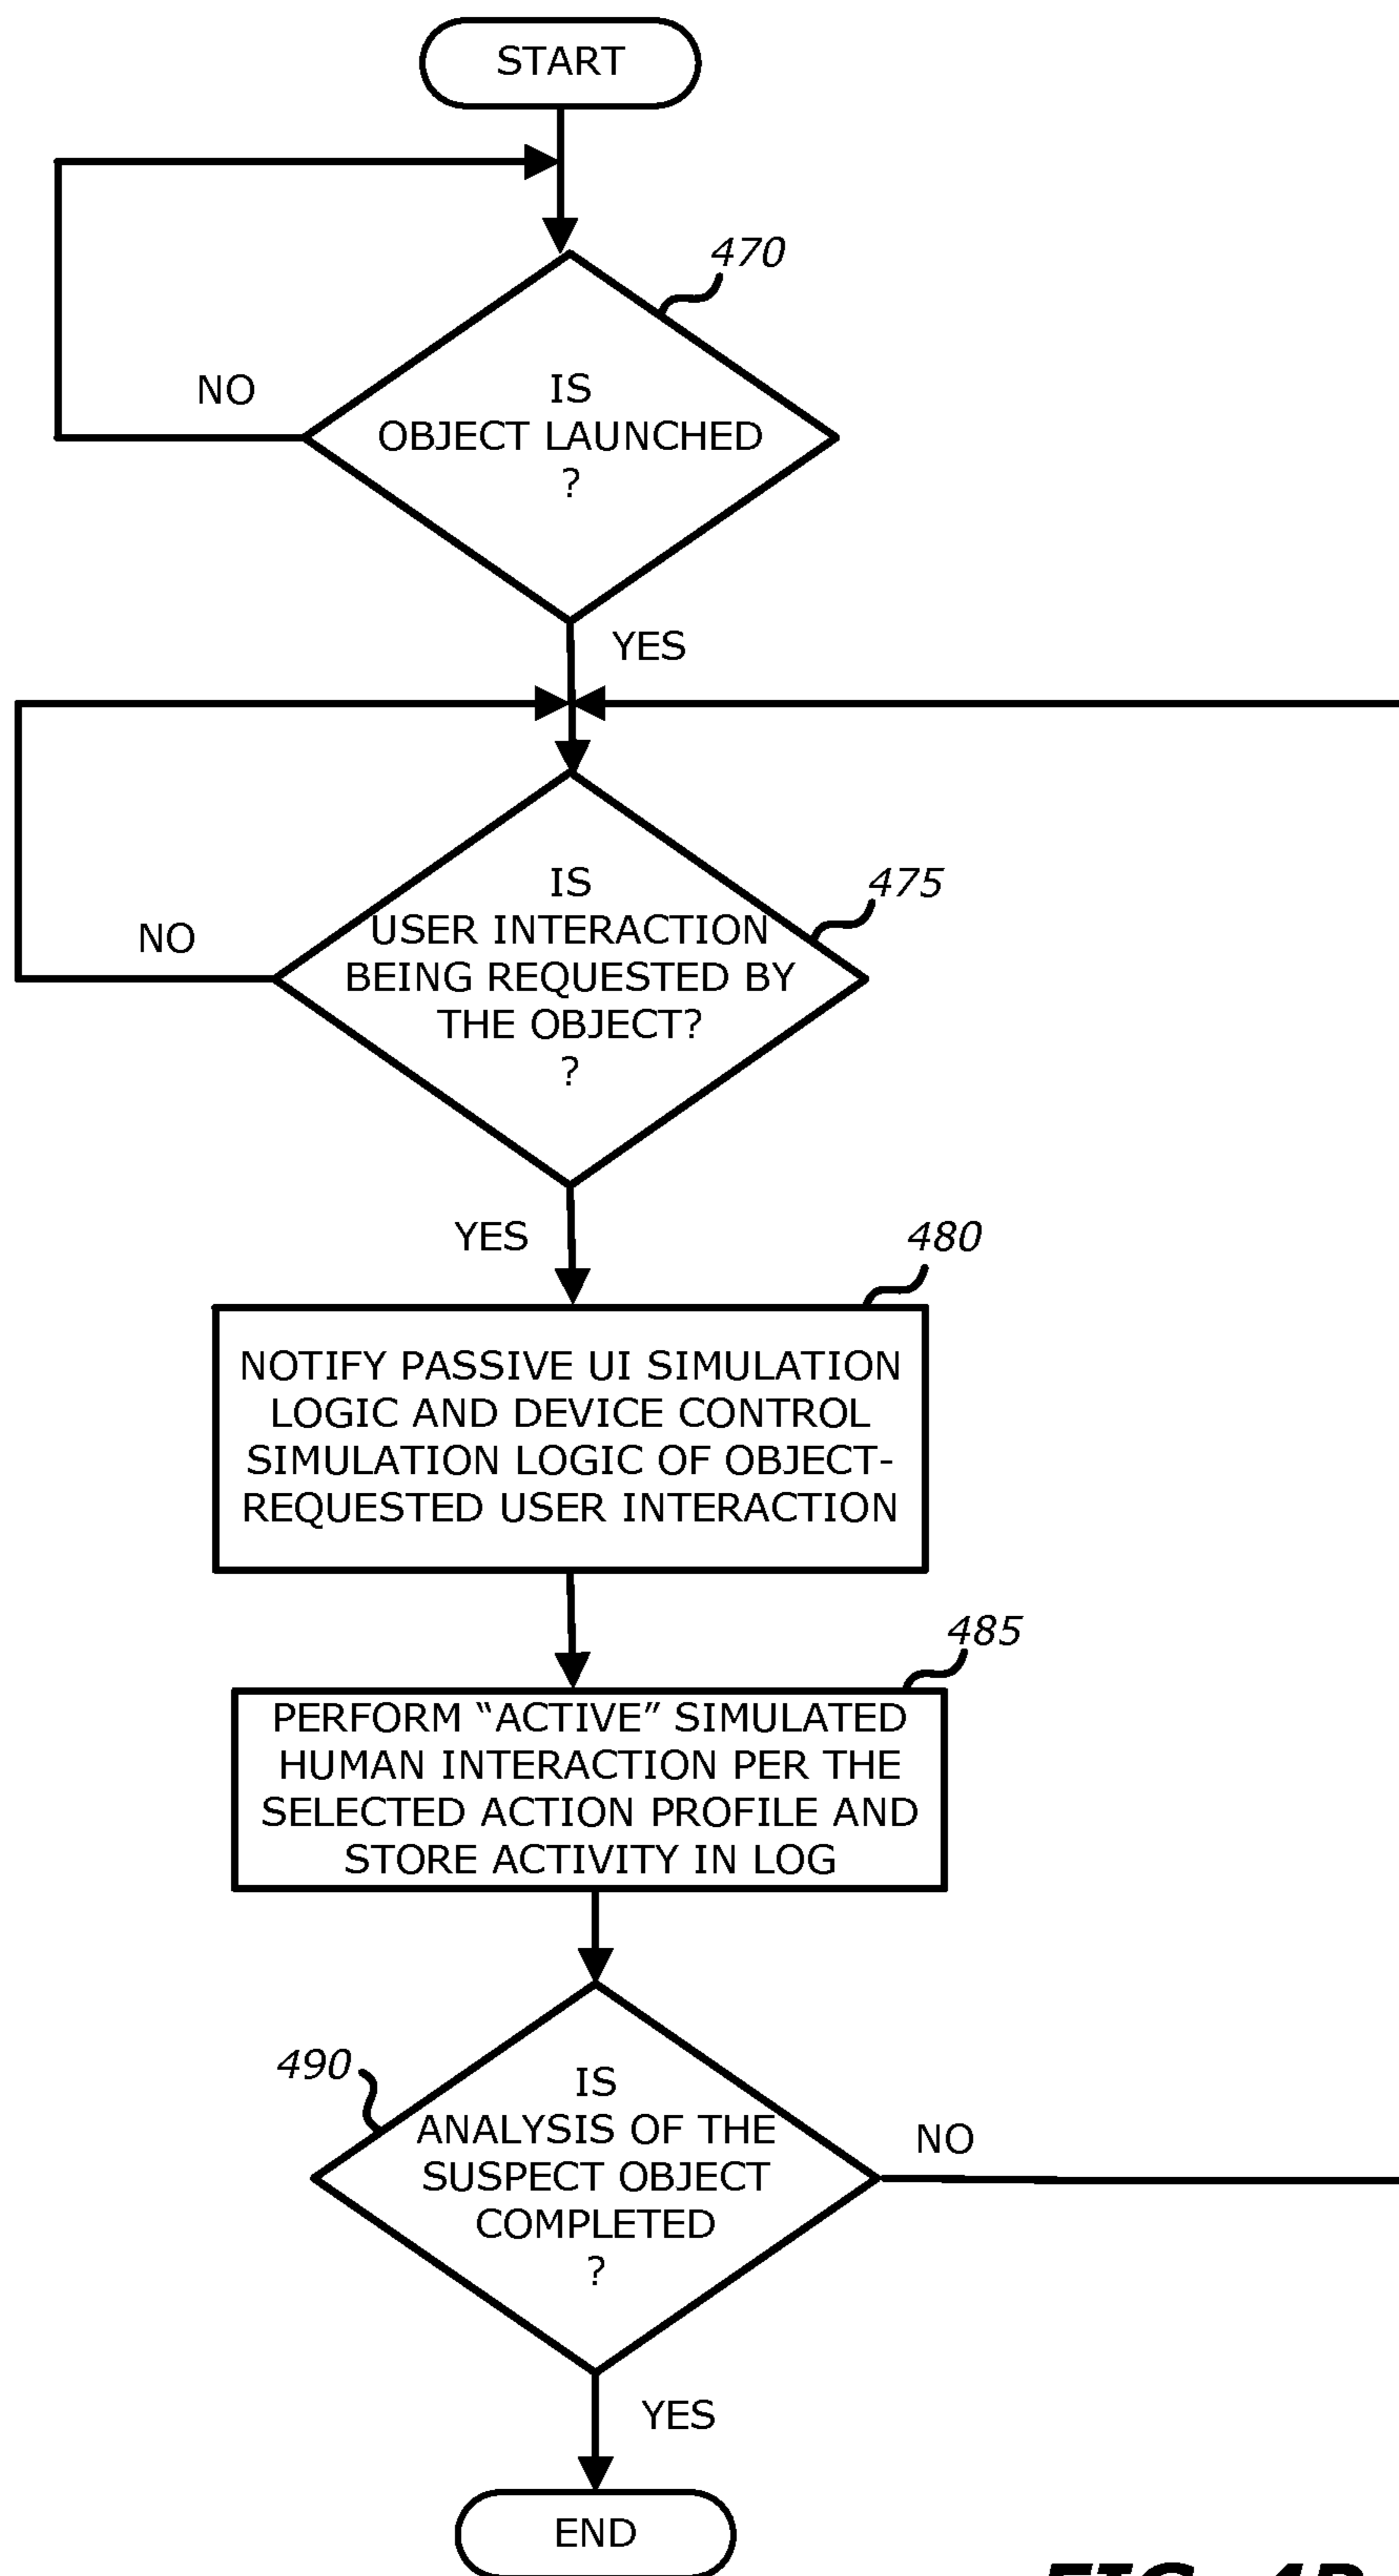 START
470
NO
IS
OBJECT LAUNCHED
?
YES
475
NO
IS
USER INTERACTION
BEING REQUESTED BY
THE OBJECT?
?
YES
480
NOTIFY PASSIVE UI SIMULATION
LOGIC AND DEVICE CONTROL
SIMULATION LOGIC OF OBJECT-
REQUESTED USER INTERACTION
485
PERFORM “ACTIVE” SIMULATED
HUMAN INTERACTION PER THE
SELECTED ACTION PROFILE AND
STORE ACTIVITY IN LOG
490
IS
ANALYSIS OF THE
SUSPECT OBJECT
COMPLETED
?
NO
YES
END